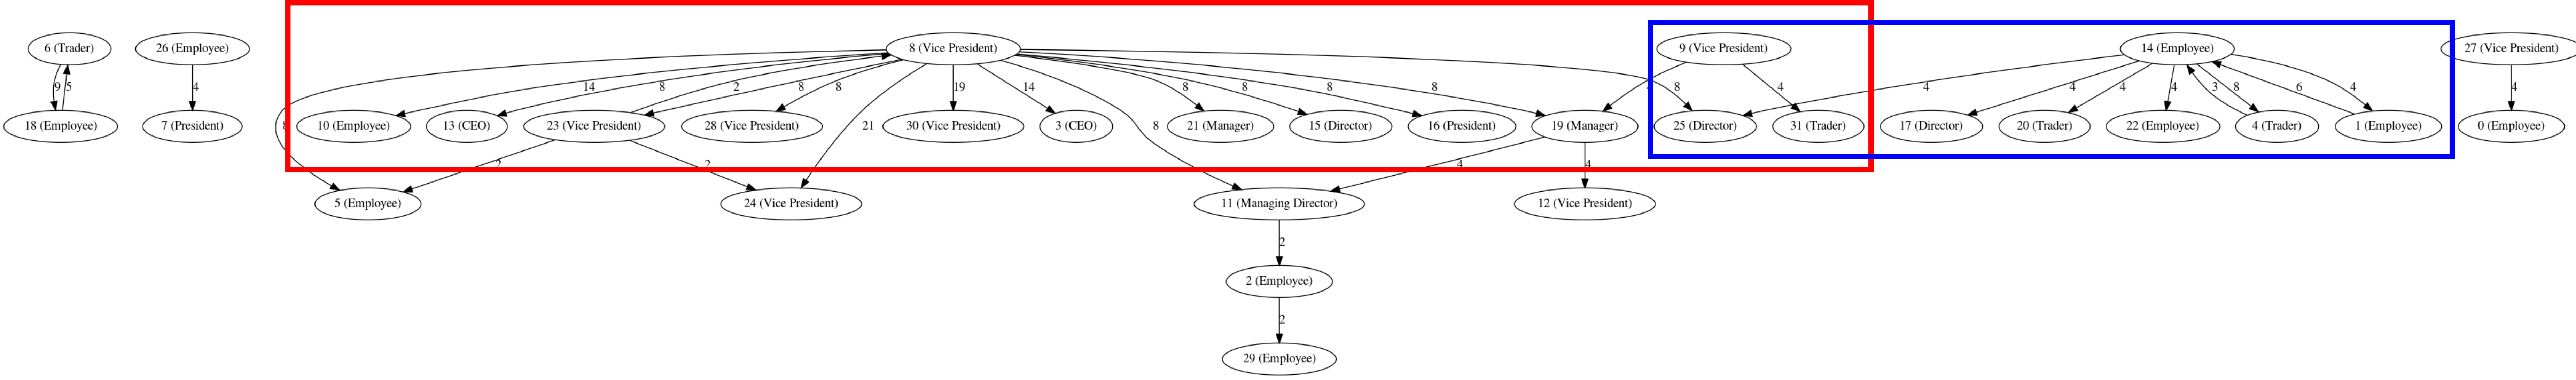 6 (Trader)
26 (Employee)
8 (Vice President)
9 (Vice President)
14 (Employee)
27 (Vice President)
9
5
4
14
8
2
8
8
19
14
8
8
8
8
8
4
4
4
4
4
3
8
6
4
4
18 (Employee)
7 (President)
8
10 (Employee)
13 (CEO)
23 (Vice President)
28 (Vice President)
21
30 (Vice President)
3 (CEO)
8
21 (Manager)
15 (Director)
16 (President)
19 (Manager)
25 (Director)
31 (Trader)
17 (Director)
20 (Trader)
22 (Employee)
4 (Trader)
1 (Employee)
0 (Employee)
2
2
4
4
5 (Employee)
24 (Vice President)
11 (Managing Director)
12 (Vice President)
2
2 (Employee)
2
29 (Employee)